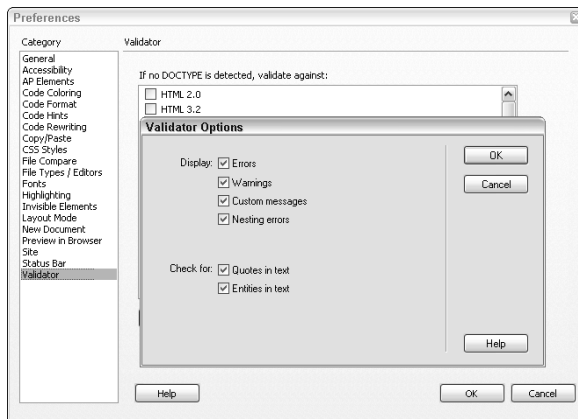 Preferences
Category
Validator
General
Accessibility
AP Elements
Code Coloring
Code Format
Code Hints
Code Rewriting
Copy/Paste
CSS Styles
File Compare
File Types / Editors
Fonts
Highlighting
Invisible Elements
Layout Mode
New Document
Preview in Browser
Site
Status Bar
Validator
If no DOCTYPE is detected, validate against:
HTML 2.0
HTML 3.2
Validator Options
Display: Errors
Warnings
Custom messages
Nesting errors
Check for: Quotes in text
Entities in text
OK
Cancel
Help
Help
OK
Cancel